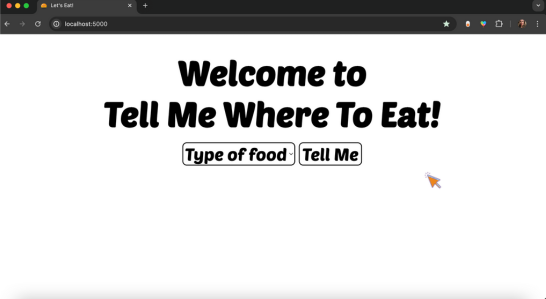 Let's Eat!
localhost:5000
Welcome to
Tell Me Where To Eat!
Type of food Tell Me